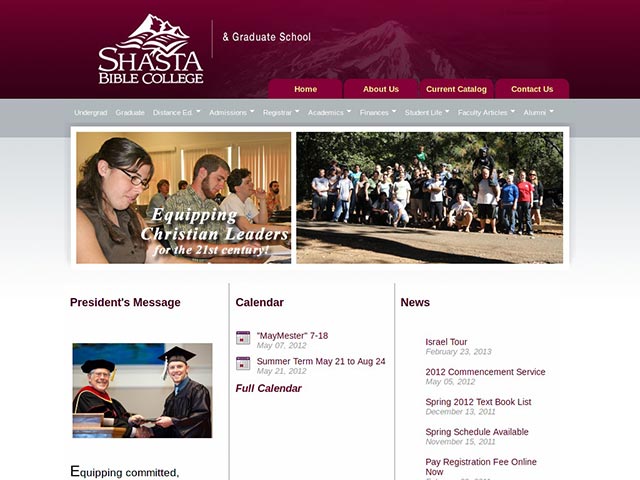 SHASTA
BIBLE COLLEGE
& Graduate School
Home
About Us
Current Catalog
Contact Us
Undergrad
Graduate
Distance Ed.
Admissions
Registrar
Academics
Finances
Student Life
Faculty Articles
Alumni
Equipping
Christian Leaders
for the 21st century!
President's Message
Equipping committed,
Calendar
"MayMester" 7-18
May 07, 2012
Summer Term May 21 to Aug 24
May 21, 2012
Full Calendar
News
Israel Tour
February 23, 2013
2012 Commencement Service
May 05, 2012
Spring 2012 Text Book List
December 13, 2011
Spring Schedule Available
November 15, 2011
Pay Registration Fee Online
Now